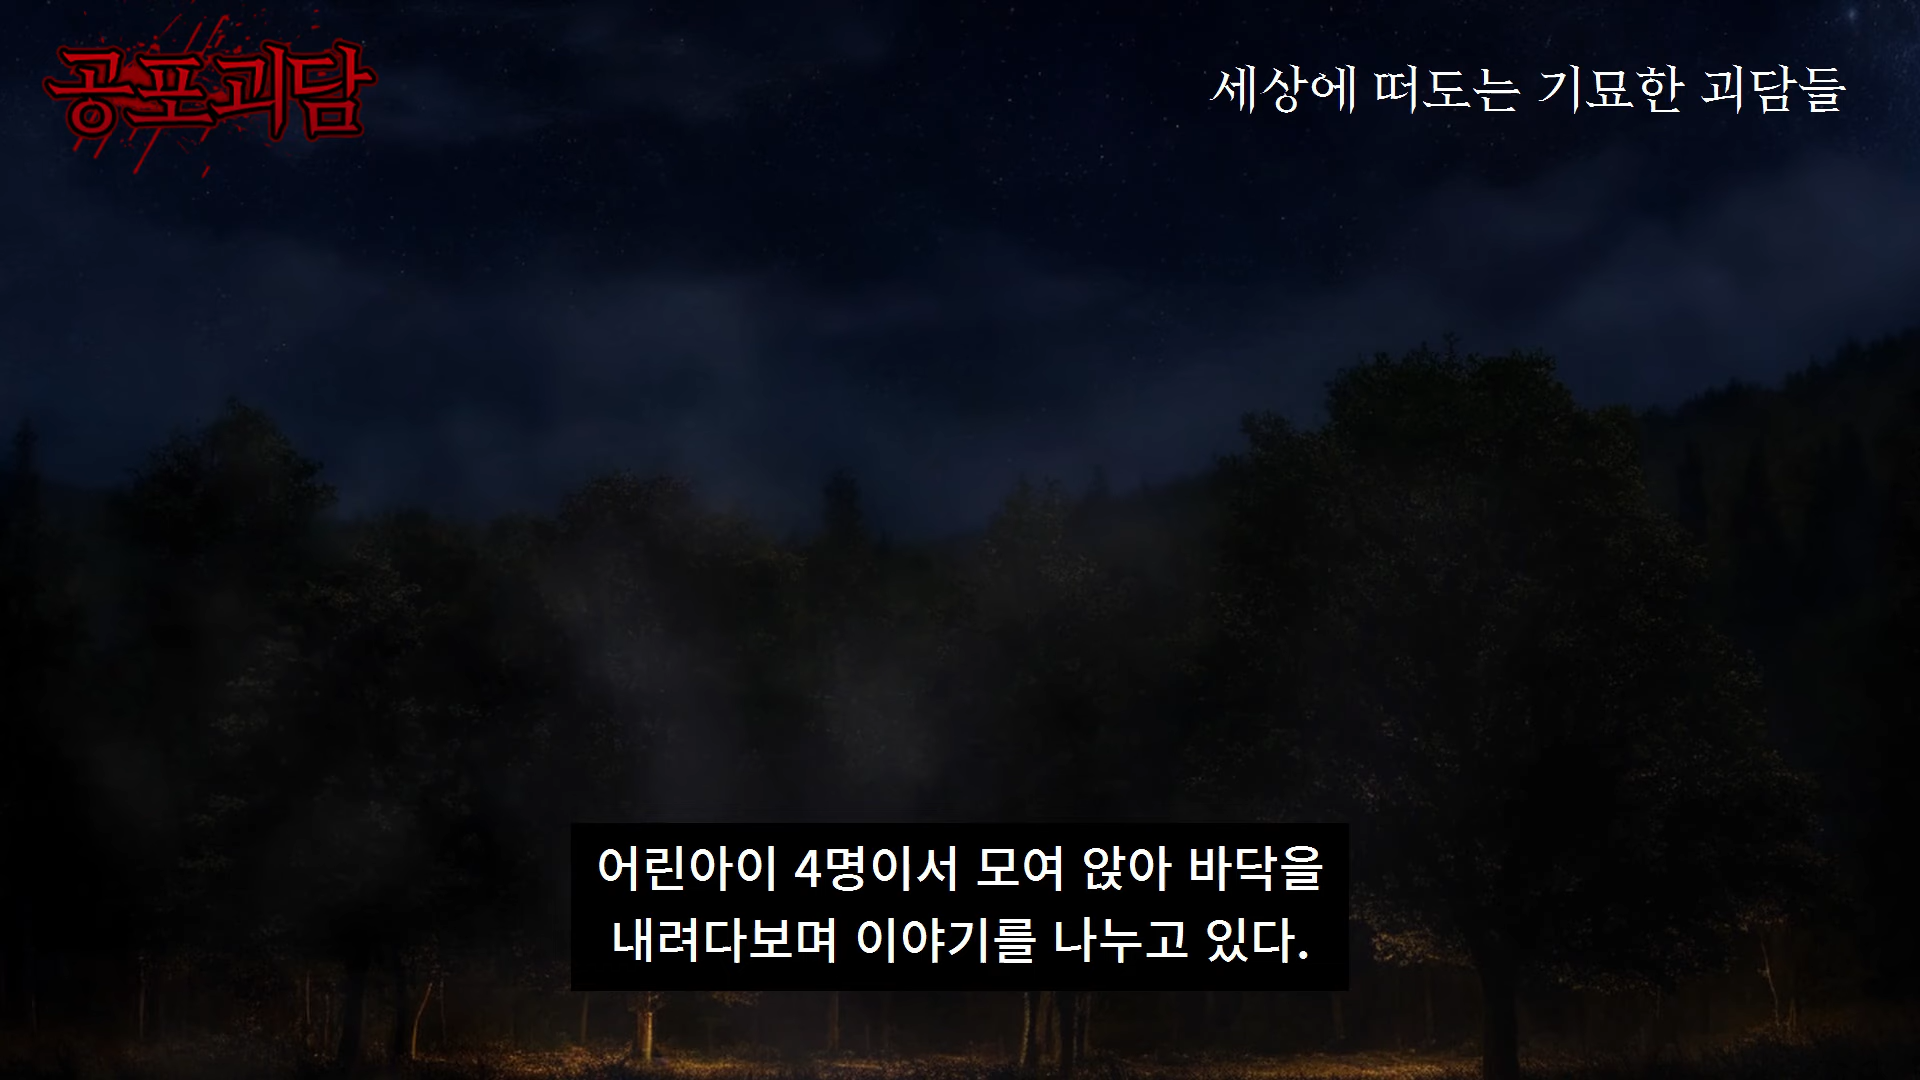 공포괴담
세상에 떠도는 기묘한 괴담들
어린아이 4명이서 모여 앉아 바닥을
내려다보며 이야기를 나누고 있다.